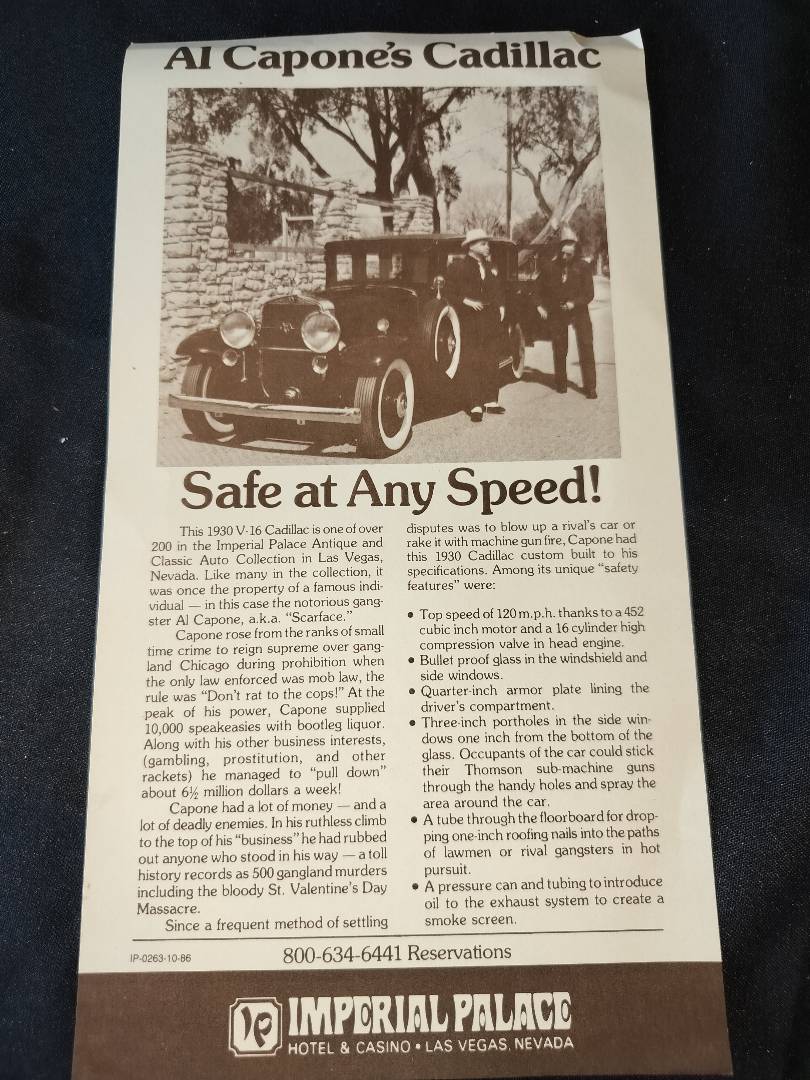 Al Capone's Cadillac
Safe at Any Speed!
This 1930 V-16 Cadillac is one of over
200 in the Imperial Palace Antique and
Classic Auto Collection in Las Vegas,
Nevada. Like many in the collection, it
was once the property of a famous indi-
vidual — in this case the notorious gang-
ster Al Capone, a.k.a. "Scarface."
Capone rose from the ranks of small
time crime to reign supreme over gang-
land Chicago during prohibition when
the only law enforced was mob law, the
rule was "Don't rat to the cops!" At the
peak of his power, Capone supplied
10,000 speakeasies with bootleg liquor.
Along with his other business interests,
(gambling, prostitution, and other
rackets) he managed to "pull down"
about 6½ million dollars a week!
Capone had a lot of money — and a
lot of deadly enemies. In his ruthless climb
to the top of his "business" he had rubbed
out anyone who stood in his way — a toll
history records as 500 gangland murders
including the bloody St. Valentine's Day
Massacre.
Since a frequent method of settling
disputes was to blow up a rival's car or
rake it with machine gun fire, Capone had
this 1930 Cadillac custom built to his
specifications. Among its unique "safety
features" were:
• Top speed of 120 m.p.h. thanks to a 452
cubic inch motor and a 16 cylinder high
compression valve in head engine.
• Bullet proof glass in the windshield and
side windows.
• Quarter-inch armor plate lining the
driver's compartment.
• Three-inch portholes in the side win-
dows one inch from the bottom of the
glass. Occupants of the car could stick
their Thomson sub-machine guns
through the handy holes and spray the
area around the car.
• A tube through the floorboard for drop-
ping one-inch roofing nails into the paths
of lawmen or rival gangsters in hot
pursuit.
• A pressure can and tubing to introduce
oil to the exhaust system to create a
smoke screen.
IP-0263-10-86
800-634-6441 Reservations
IP IMPERIAL PALACE
HOTEL & CASINO • LAS VEGAS, NEVADA